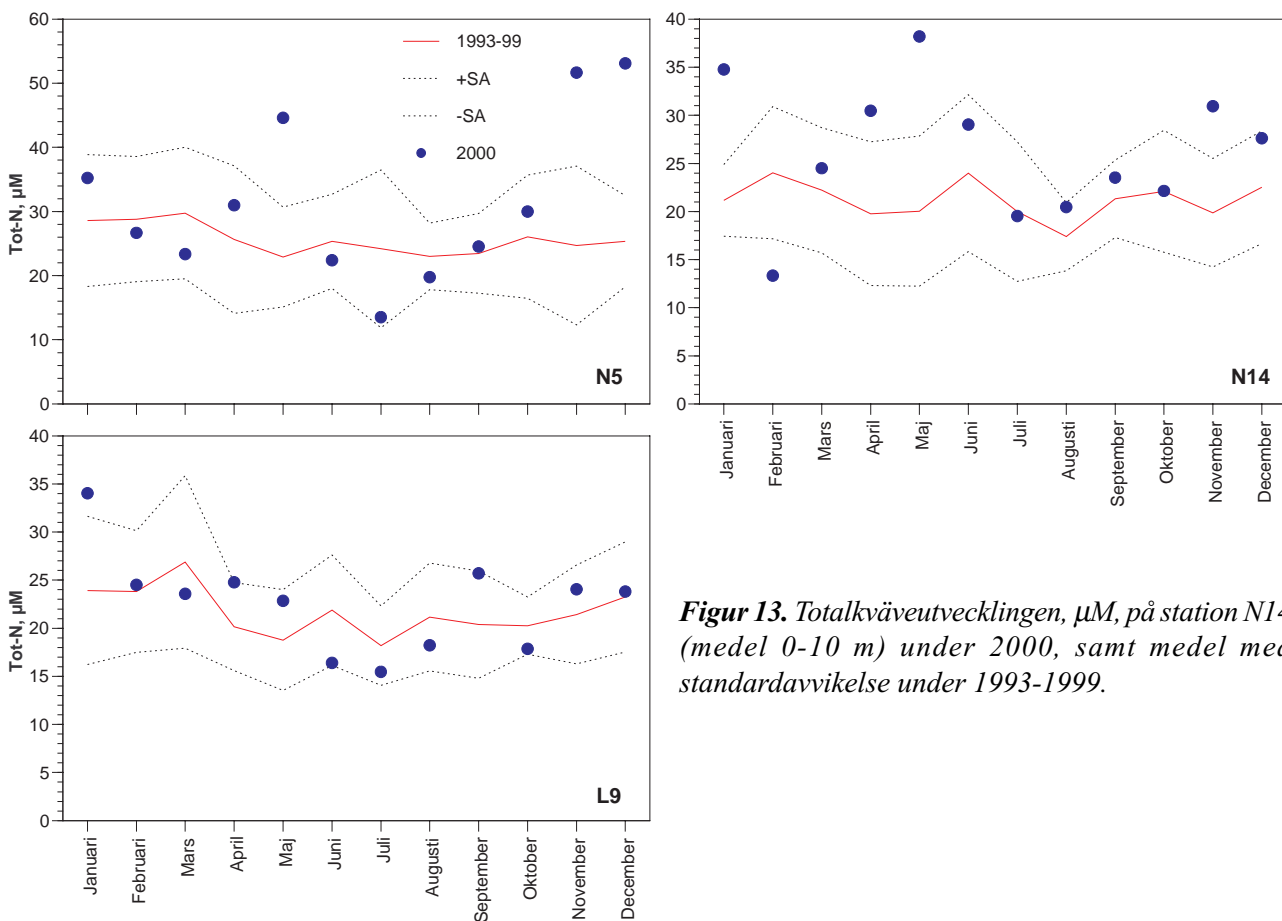 60
50
40
30
20
10
0
Tot-N, µM
1993-99
+SA
-SA
2000
N5
40
35
30
25
20
15
10
5
0
N14
Januari
Februari
Mars
April
Maj
Juni
Juli
Augusti
September
Oktober
November
December
40
35
30
25
20
15
10
5
0
Tot-N, µM
L9
Januari
Februari
Mars
April
Maj
Juni
Juli
Augusti
September
Oktober
November
December
Figur 13. Totalkväveutvecklingen, µM, på station N14
(medel 0-10 m) under 2000, samt medel med
standardavvikelse under 1993-1999.